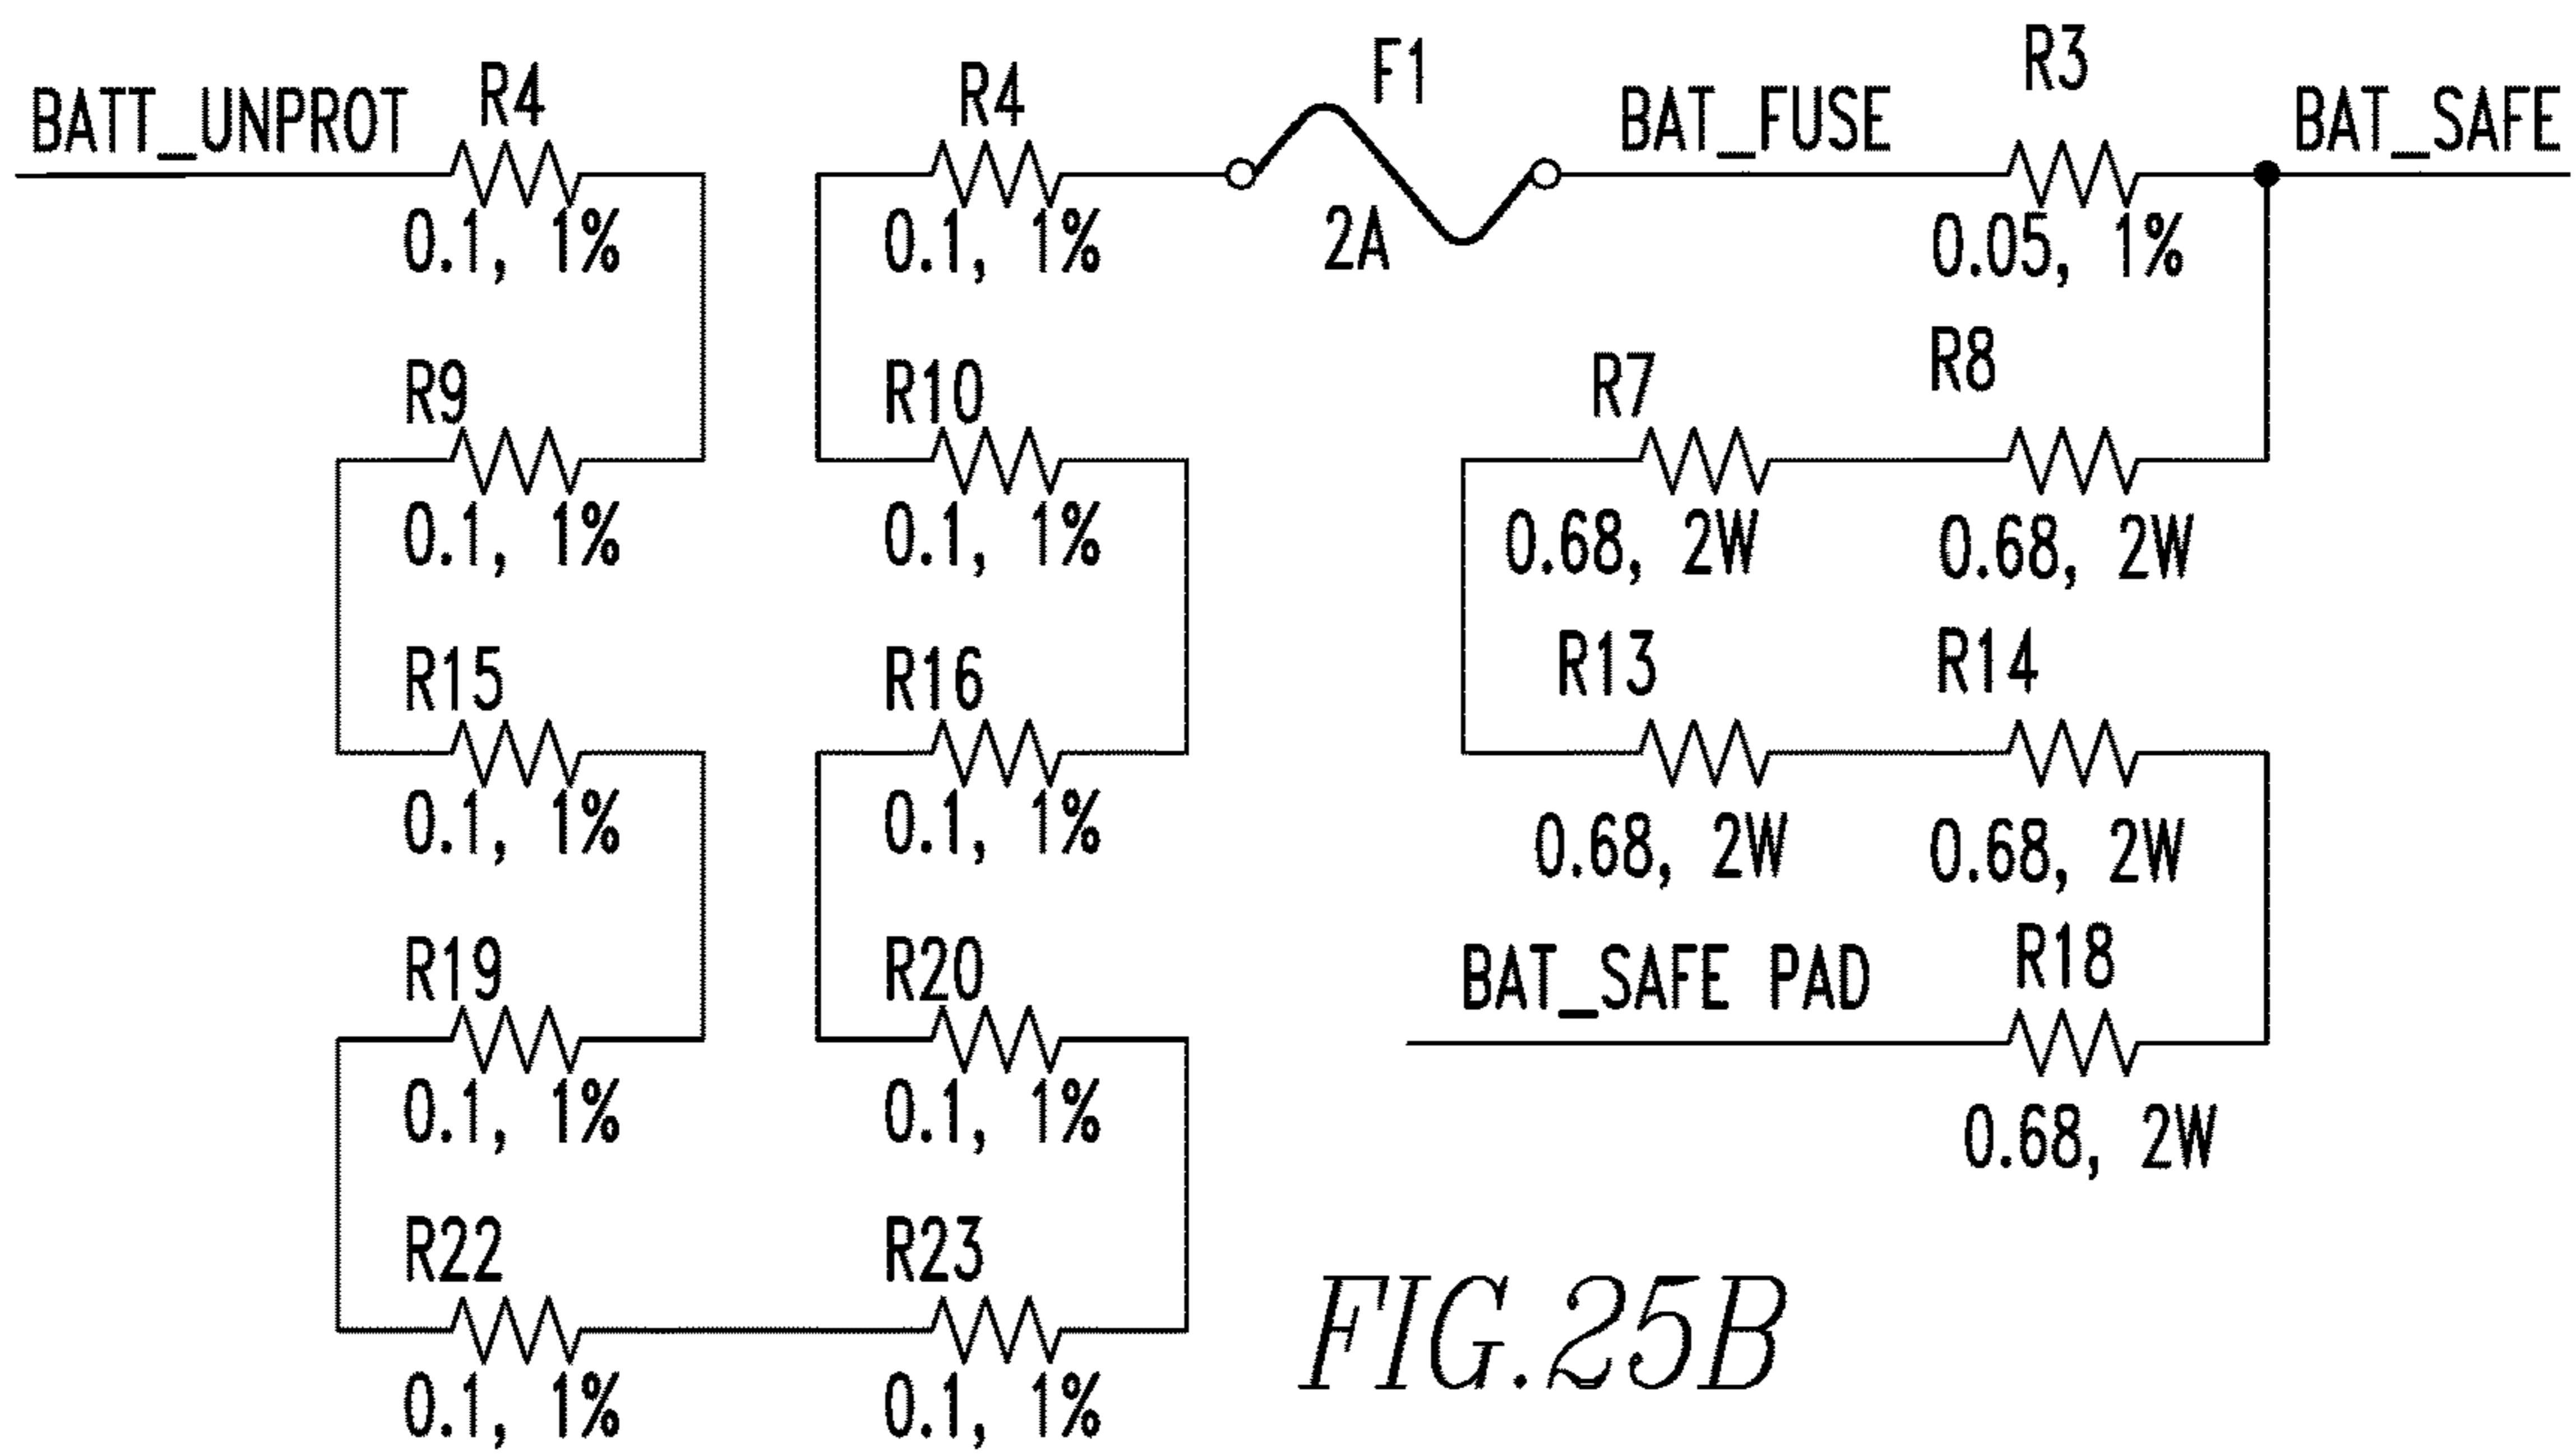 BATT_UNPROT
R4
0.1, 1%
R4
0.1, 1%
F1
2A
BAT_FUSE
R3
0.05, 1%
BAT_SAFE
R9
0.1, 1%
R10
0.1, 1%
R7
0.68, 2W
R8
0.68, 2W
R15
0.1, 1%
R16
0.1, 1%
R13
0.68, 2W
R14
0.68, 2W
R19
0.1, 1%
R20
0.1, 1%
BAT_SAFE PAD
R18
0.68, 2W
R22
0.1, 1%
R23
0.1, 1%
FIG.25B